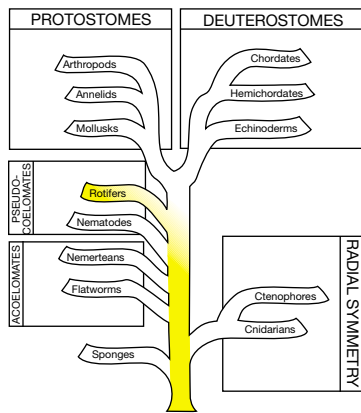 PROTOSTOMES
DEUTEROSTOMES
Arthropods
Annelids
Mollusks
Chordates
Hemichordates
Echinoderms
PSEUDO-
COELOMATES
Rotifers
Nematodes
ACOELOMATES
Nemerteans
Flatworms
RADIAL SYMMETRY
Ctenophores
Cnidarians
Sponges